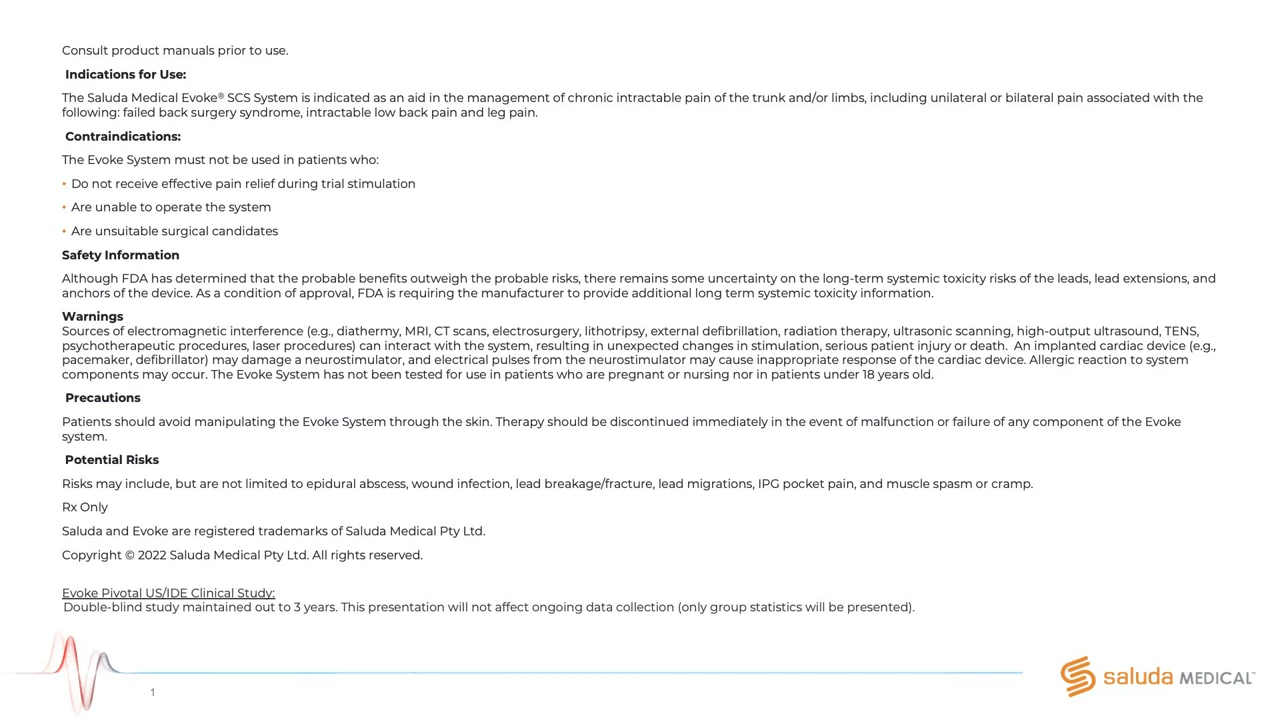 Consult product manuals prior to use.
Indications for Use:
The Saluda Medical Evoke® SCS System is indicated as an aid in the management of chronic intractable pain of the trunk and/or limbs, including unilateral or bilateral pain associated with the
following: failed back surgery syndrome, intractable low back pain and leg pain.
Contraindications:
The Evoke System must not be used in patients who:
• Do not receive effective pain relief during trial stimulation
• Are unable to operate the system
• Are unsuitable surgical candidates
Safety Information
Although FDA has determined that the probable benefits outweigh the probable risks, there remains some uncertainty on the long-term systemic toxicity risks of the leads, lead extensions, and
anchors of the device. As a condition of approval, FDA is requiring the manufacturer to provide additional long term systemic toxicity information.
Warnings
Sources of electromagnetic interference (e.g., diathermy, MRI, CT scans, electrosurgery, lithotripsy, external defibrillation, radiation therapy, ultrasonic scanning, high-output ultrasound, TENS,
psychotherapeutic procedures, laser procedures) can interact with the system, resulting in unexpected changes in stimulation, serious patient injury or death. An implanted cardiac device (e.g.,
pacemaker, defibrillator) may damage a neurostimulator, and electrical pulses from the neurostimulator may cause inappropriate response of the cardiac device. Allergic reaction to system
components may occur. The Evoke System has not been tested for use in patients who are pregnant or nursing nor in patients under 18 years old.
Precautions
Patients should avoid manipulating the Evoke System through the skin. Therapy should be discontinued immediately in the event of malfunction or failure of any component of the Evoke
system.
Potential Risks
Risks may include, but are not limited to epidural abscess, wound infection, lead breakage/fracture, lead migrations, IPG pocket pain, and muscle spasm or cramp.
Rx Only
Saluda and Evoke are registered trademarks of Saluda Medical Pty Ltd.
Copyright © 2022 Saluda Medical Pty Ltd. All rights reserved.
Evoke Pivotal US/IDE Clinical Study:
Double-blind study maintained out to 3 years. This presentation will not affect ongoing data collection (only group statistics will be presented).
1
saluda MEDICAL™